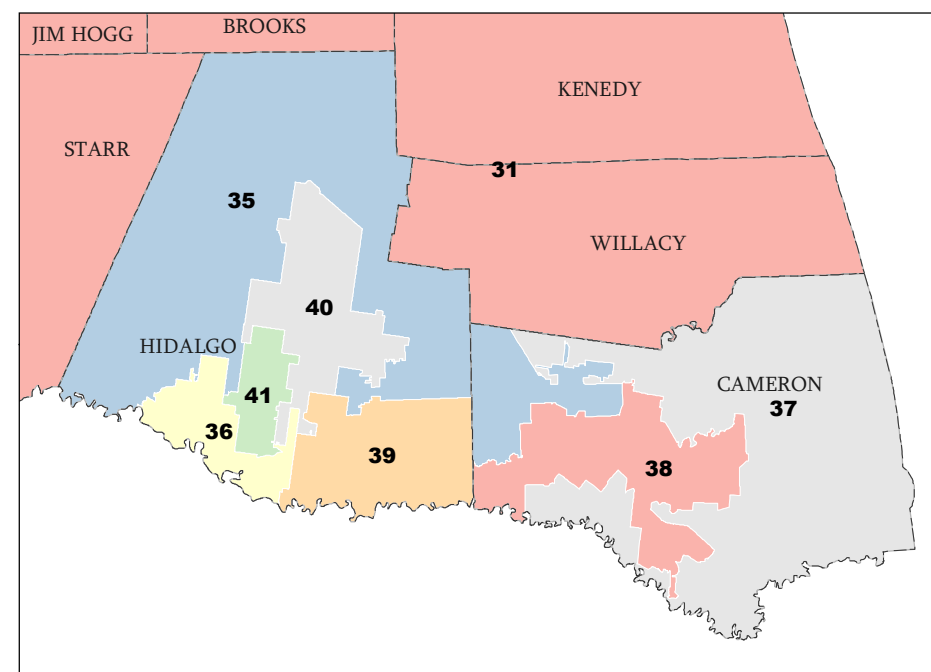 JIM HOGG
BROOKS
KENEDY
STARR
31
35
WILLACY
40
HIDALGO
CAMERON
41
37
36
39
38